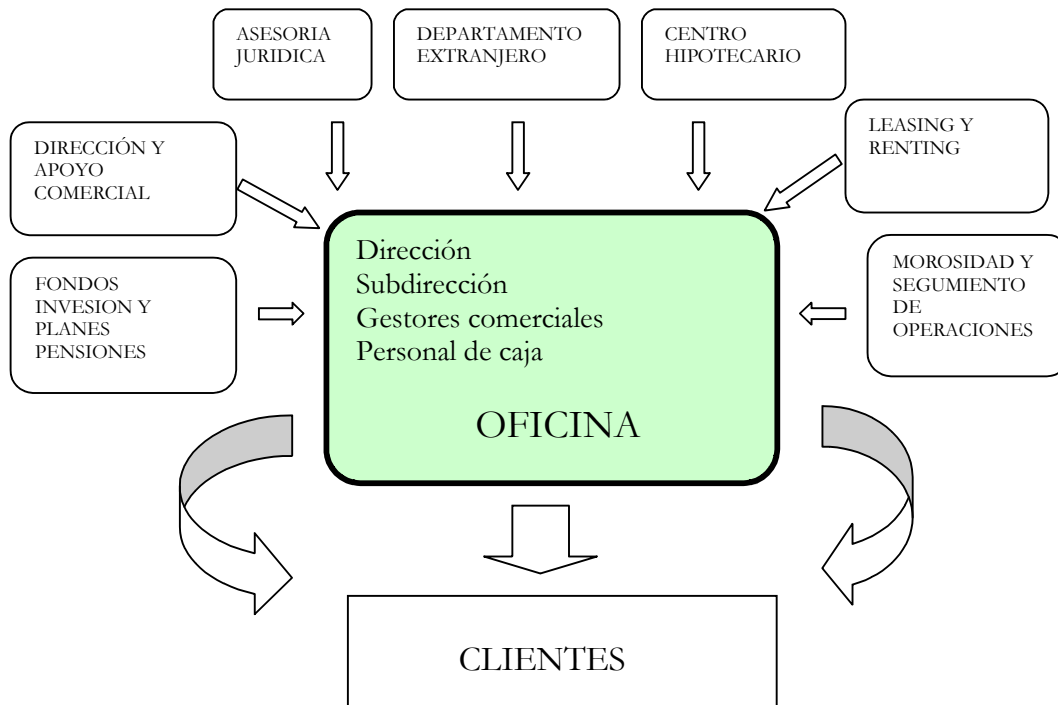 ASESORIA
JURIDICA
DEPARTAMENTO
EXTRANJERO
CENTRO
HIPOTECARIO
DIRECCIÓN Y
APOYO
COMERCIAL
LEASING Y
RENTING
FONDOS
INVESION Y
PLANES
PENSIONES
Dirección
Subdirección
Gestores comerciales
Personal de caja
OFICINA
MOROSIDAD Y
SEGUMIENTO
DE
OPERACIONES
CLIENTES